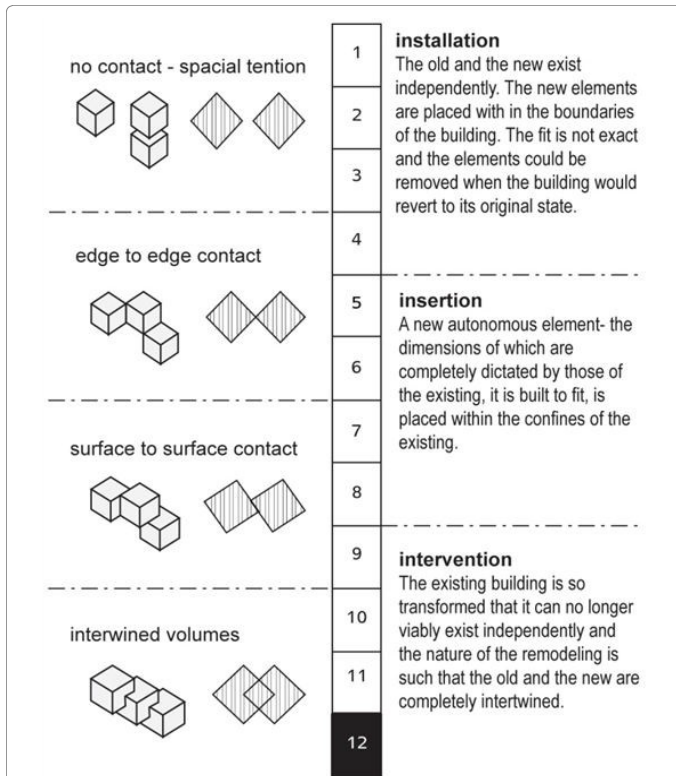 no contact - spacial tention
edge to edge contact
surface to surface contact
interwined volumes
1
2
3
4
5
6
7
8
9
10
11
12
installation
The old and the new exist
independently. The new elements
are placed with in the boundaries
of the building. The fit is not exact
and the elements could be
removed when the building would
revert to its original state.
insertion
A new autonomous element- the
dimensions of which are
completely dictated by those of
the existing, it is built to fit, is
placed within the confines of the
existing.
intervention
The existing building is so
transformed that it can no longer
viably exist independently and
the nature of the remodeling is
such that the old and the new are
completely intertwined.